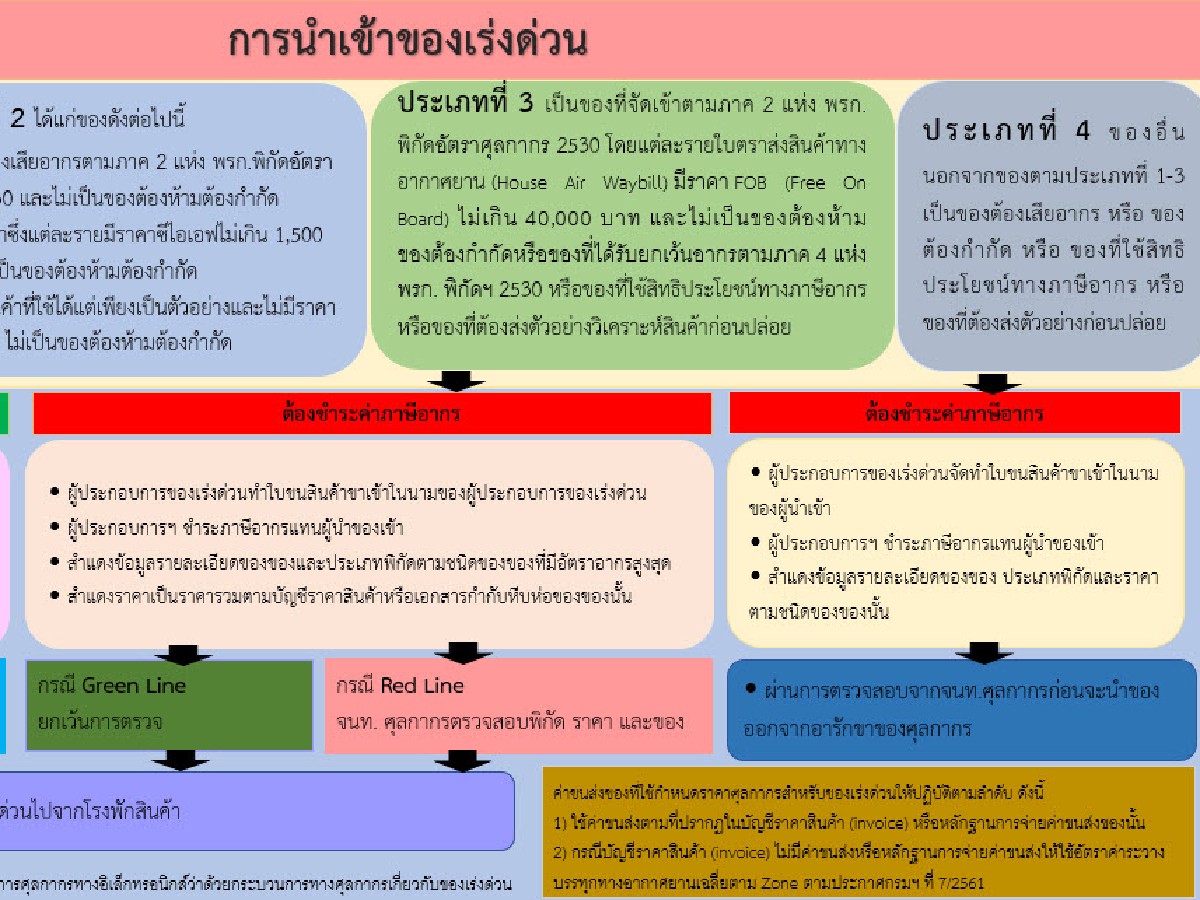 การนำเข้าของเร่งด่วน
2 ได้แก่ของดังต่อไปนี้
งเสียอากรตามภาค 2 แห่ง พรก.พิกัดอัตรา
0 และไม่เป็นของต้องห้ามต้องกำกัด
าซึ่งแต่ละรายมีราคาซีไอเอฟไม่เกิน 1,500
เป็นของต้องห้ามต้องกำกัด
ค้าที่ใช้ได้แต่เพียงเป็นตัวอย่างและไม่มีราคา
ไม่เป็นของต้องห้ามต้องกำกัด
ประเภทที่ 3 เป็นของที่จัดเข้าตามภาค 2 แห่ง พรก.
พิกัดอัตราศุลกากร 2530 โดยแต่ละรายใบตราส่งสินค้าทาง
อากาศยาน (House Air Waybill) มีราคา FOB (Free On
Board) ไม่เกิน 40,000 บาท และไม่เป็นของต้องห้าม
ของต้องกำกัดหรือของที่ได้รับยกเว้นอากรตามภาค 4 แห่ง
พรก. พิกัดฯ 2530 หรือของที่ใช้สิทธิประโยชน์ทางภาษีอากร
หรือของที่ต้องส่งตัวอย่างวิเคราะห์สินค้าก่อนปล่อย
ประเภทที่ 4 ของอื่น
นอกจากของตามประเภทที่ 1-3
เป็นของต้องเสียอากร หรือ ของ
ต้องกำกัด หรือ ของที่ใช้สิทธิ
ประโยชน์ทางภาษีอากร หรือ
ของที่ต้องส่งตัวอย่างก่อนปล่อย
ต้องชำระค่าภาษีอากร
• ผู้ประกอบการของเร่งด่วนทำใบขนสินค้าขาเข้าในนามของผู้ประกอบการของเร่งด่วน
• ผู้ประกอบการฯ ชำระภาษีอากรแทนผู้นำของเข้า
• สำแดงข้อมูลรายละเอียดของของและประเภทพิกัดตามชนิดของของที่มีอัตราอากรสูงสุด
• สำแดงราคาเป็นราคารวมตามบัญชีราคาสินค้าหรือเอกสารกำกับหีบห่อของของนั้น
ต้องชำระค่าภาษีอากร
• ผู้ประกอบการของเร่งด่วนจัดทำใบขนสินค้าขาเข้าในนาม
ของผู้นำเข้า
• ผู้ประกอบการฯ ชำระภาษีอากรแทนผู้นำของเข้า
• สำแดงข้อมูลรายละเอียดของของ ประเภทพิกัดและราคา
ตามชนิดของของนั้น
กรณี Green Line
ยกเว้นการตรวจ
กรณี Red Line
จนท. ศุลกากรตรวจสอบพิกัด ราคา และของ
• ผ่านการตรวจสอบจากจนท.ศุลกากรก่อนจะนำของ
ออกจากอารักขาของศุลกากร
ด่วนไปจากโรงพักสินค้า
การศุลกากรทางอิเล็กทรอนิกส์ว่าด้วยกระบวนการทางศุลกากรเกี่ยวกับของเร่งด่วน
ค่าขนส่งของที่ใช้กำหนดราคาศุลกากรสำหรับของเร่งด่วนให้ปฏิบัติตามลำดับ ดังนี้
1) ใช้ค่าขนส่งตามที่ปรากฏในบัญชีราคาสินค้า (invoice) หรือหลักฐานการจ่ายค่าขนส่งของนั้น
2) กรณีบัญชีราคาสินค้า (invoice) ไม่มีค่าขนส่งหรือหลักฐานการจ่ายค่าขนส่งให้ใช้อัตราค่าระวาง
บรรทุกทางอากาศยานเฉลี่ยตาม Zone ตามประกาศกรมฯ ที่ 7/2561